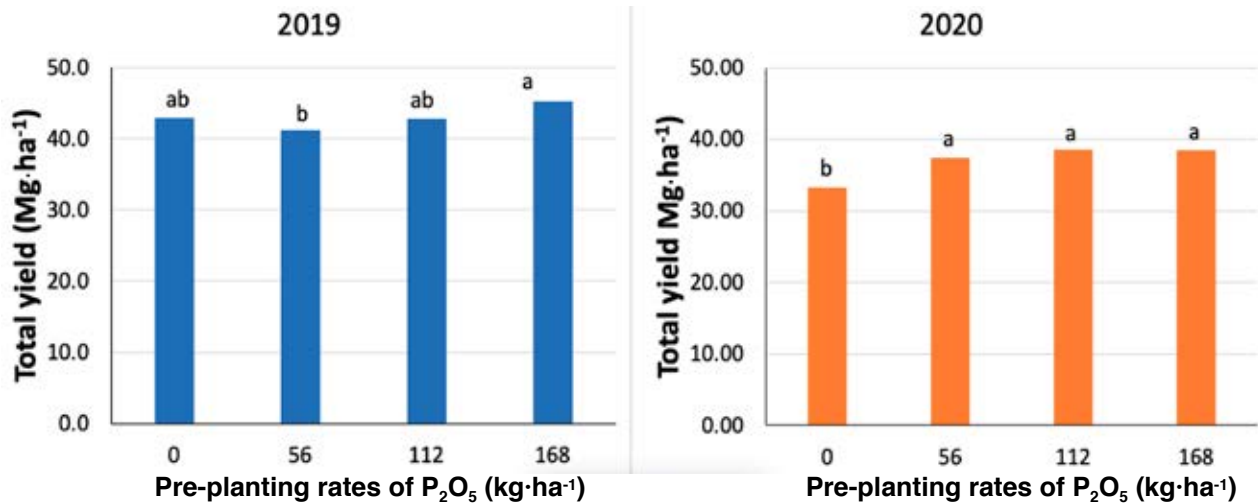 2019
50.0
40.0
30.0
20.0
10.0
0.0
Total yield (Mg·ha⁻¹)
ab
b
ab
a
0 56 112 168
Pre-planting rates of P₂O₅ (kg·ha⁻¹)
2020
50.00
40.00
30.00
20.00
10.00
0.00
Total yield Mg·ha⁻¹)
b
a
a
a
0 56 112 168
Pre-planting rates of P₂O₅ (kg·ha⁻¹)